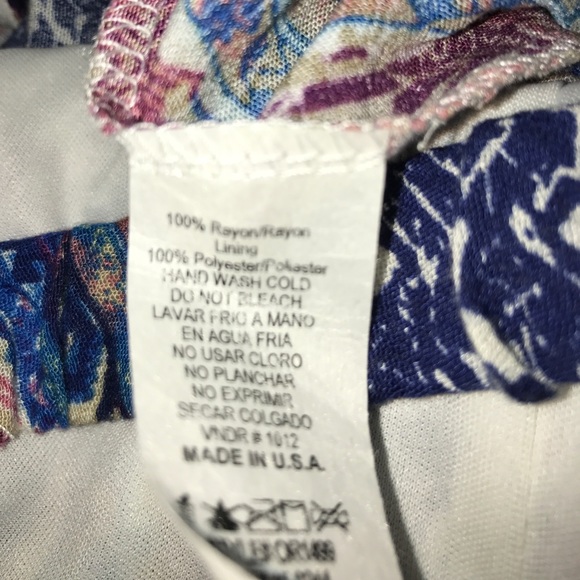 100% Rayon/Rayon
Lining
100% Polyester/Poliester
HAND WASH COLD
DO NOT BLEACH
LAVAR FRIO A MANO
EN AGUA FRIA
NO USAR CLORO
NO PLANCHAR
NO EXPRIMIR
SECAR COLGADO
VNDR # 1012
MADE IN U.S.A.